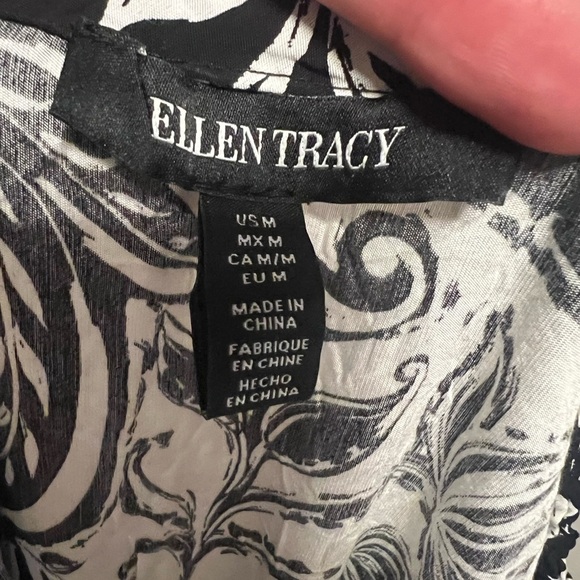 ELLEN TRACY
US M
MX M
CA M/M
EU M
MADE IN
CHINA
FABRIQUE
EN CHINE
HECHO
EN CHINA